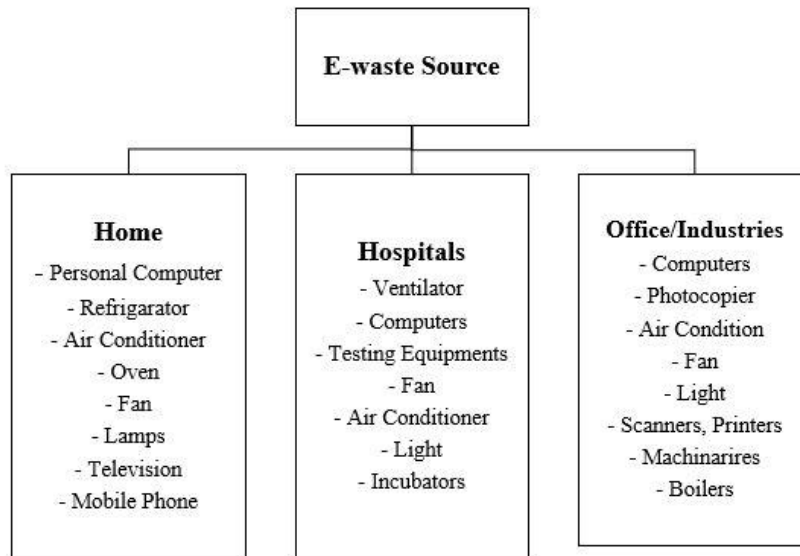 E-waste Source
Home
- Personal Computer
- Refrigarator
- Air Conditioner
- Oven
- Fan
- Lamps
- Television
- Mobile Phone
Hospitals
- Ventilator
- Computers
- Testing Equipments
- Fan
- Air Conditioner
- Light
- Incubators
Office/Industries
- Computers
- Photocopier
- Air Condition
- Fan
- Light
- Scanners, Printers
- Machinarires
- Boilers